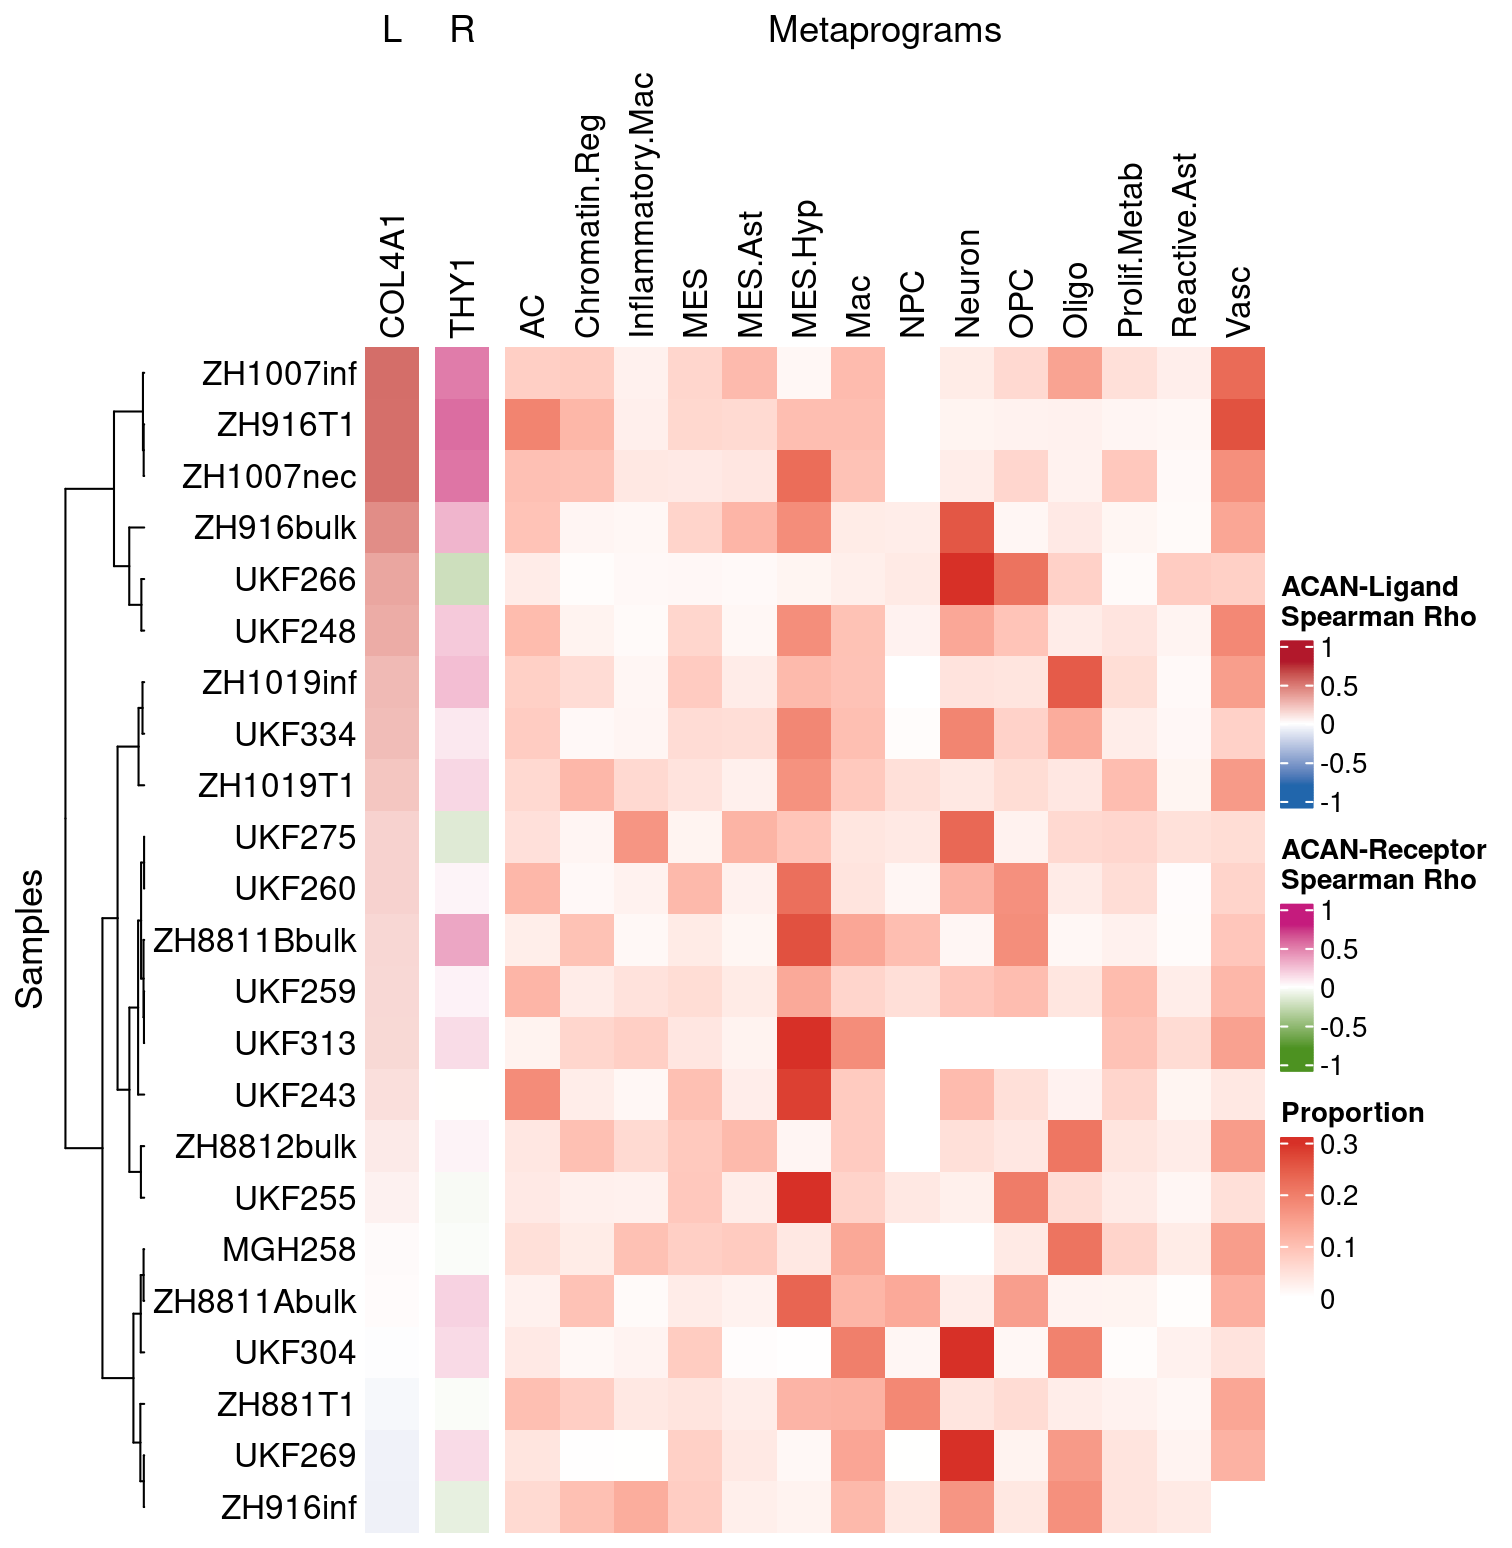 L R Metaprograms
COL4A1
THY1
AC
Chromatin.Reg
Inflammatory.Mac
MES
MES.Ast
MES.Hyp
Mac
NPC
Neuron
OPC
Oligo
Prolif.Metab
Reactive.Ast
Vasc
Samples
ZH1007inf
ZH916T1
ZH1007nec
ZH916bulk
UKF266
UKF248
ZH1019inf
UKF334
ZH1019T1
UKF275
UKF260
ZH8811Bbulk
UKF259
UKF313
UKF243
ZH8812bulk
UKF255
MGH258
ZH8811Abulk
UKF304
ZH881T1
UKF269
ZH916inf
ACAN-Ligand
Spearman Rho
1
0.5
0
-0.5
-1
ACAN-Receptor
Spearman Rho
1
0.5
0
-0.5
-1
Proportion
0.3
0.2
0.1
0